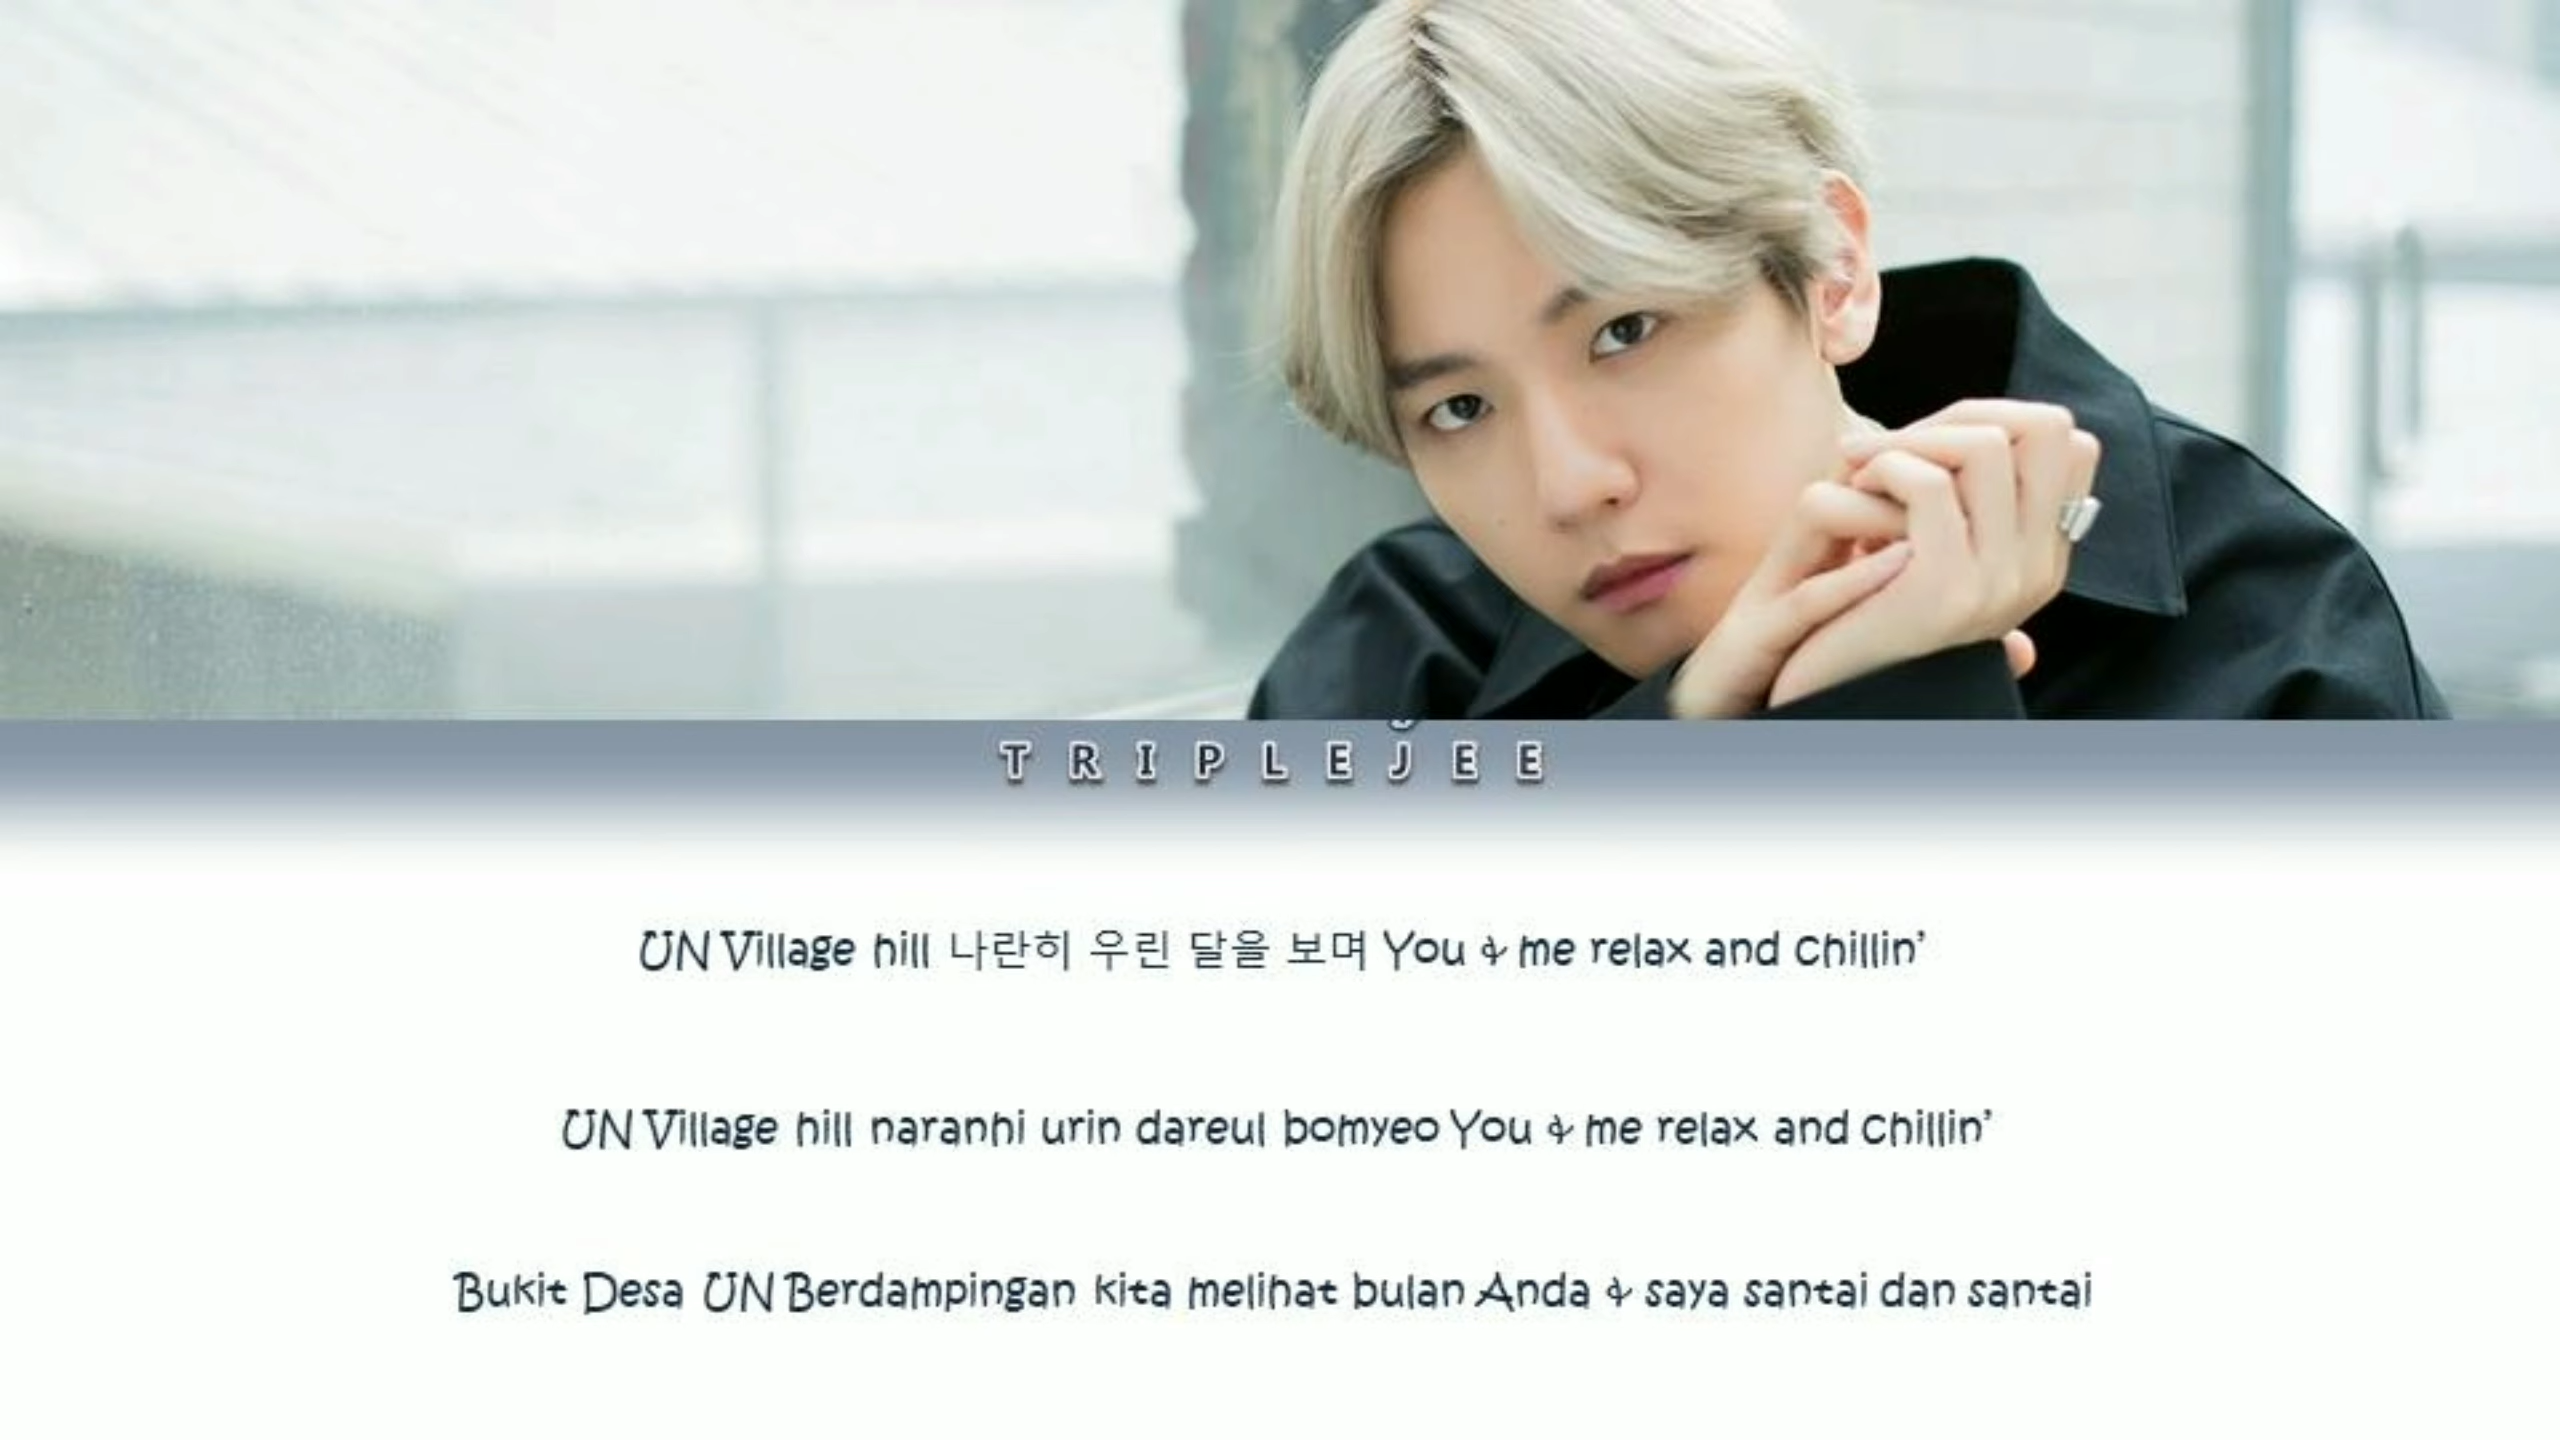 TRIPLEJEE
UN Village hill 나란히 우린 달을 보며 You & me relax and chillin'
UN Village hill naranhi urin dareul bomyeo You & me relax and chillin'
Bukit Desa UN Berdampingan kita melihat bulan Anda & saya santai dan santai